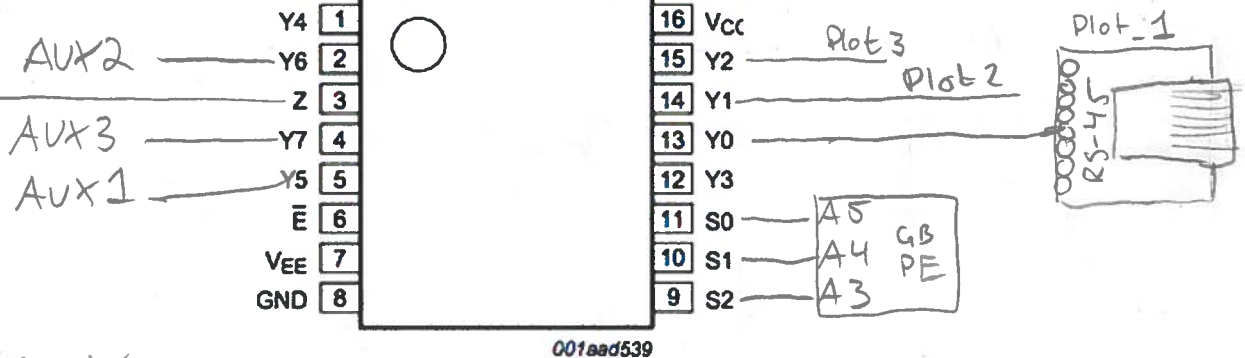 Y4 1
AUX2 Y6 2
Z 3
AUX3 Y7 4
AUX1 Y5 5
E̅ 6
VEE 7
GND 8
16 VCC
15 Y2 Plot 3
14 Y1 Plot 2
13 Y0
12 Y3
11 S0 A5
10 S1 A4
9 S2 A3
GB
PE
Plot_1
RS-45
001aad539